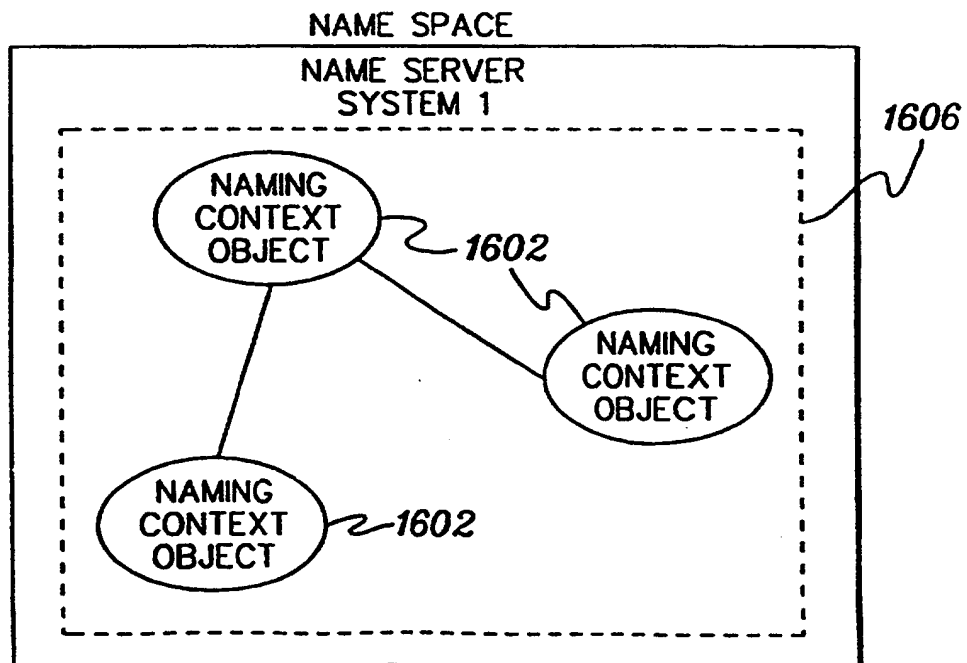 NAME SPACE
NAME SERVER
SYSTEM 1
1606
NAMING
CONTEXT
OBJECT
1602
NAMING
CONTEXT
OBJECT
NAMING
CONTEXT
OBJECT
1602